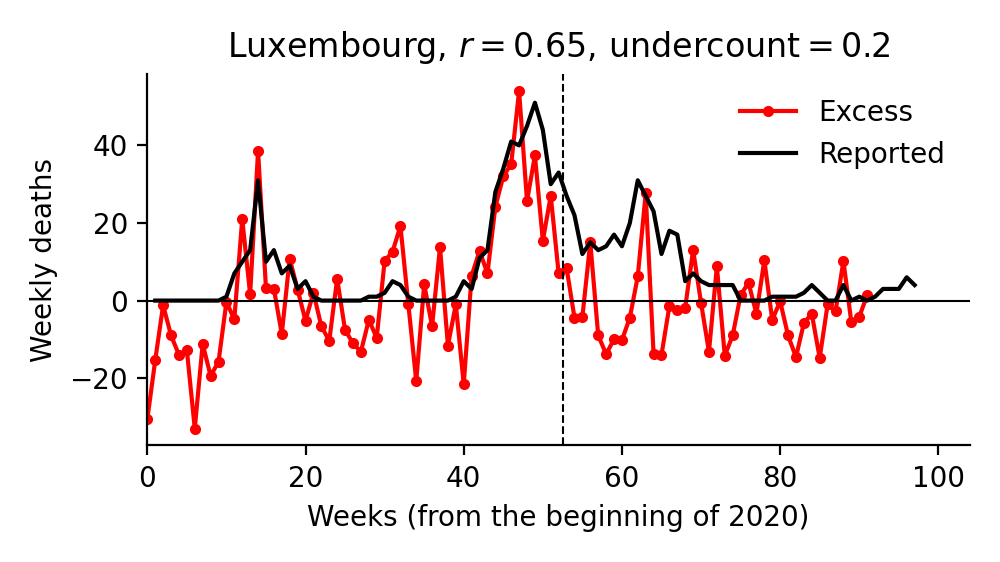 Luxembourg, r = 0.65, undercount = 0.2
Excess
Reported
Weekly deaths
40
20
0
−20
0 20 40 60 80 100
Weeks (from the beginning of 2020)